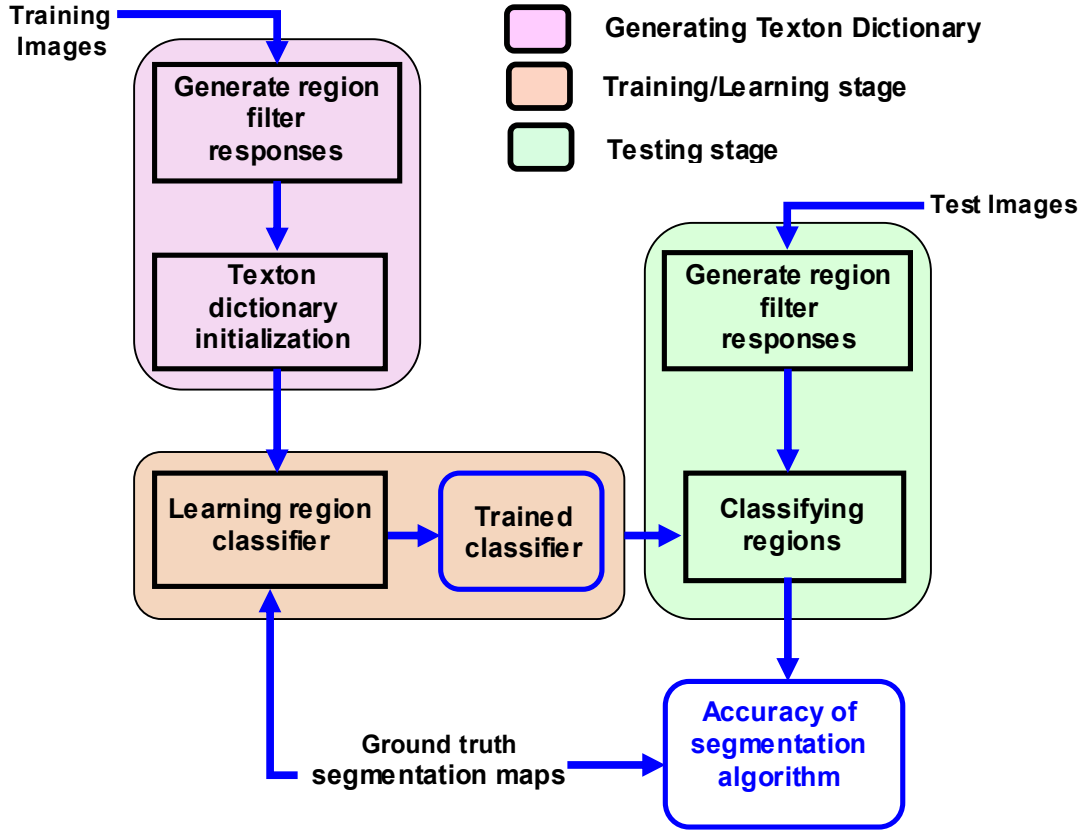 Training
Images
Generating Texton Dictionary
Training/Learning stage
Testing stage
Generate region
filter
responses
Texton
dictionary
initialization
Test Images
Generate region
filter
responses
Learning region
classifier
Trained
classifier
Classifying
regions
Ground truth
segmentation maps
Accuracy of
segmentation
algorithm